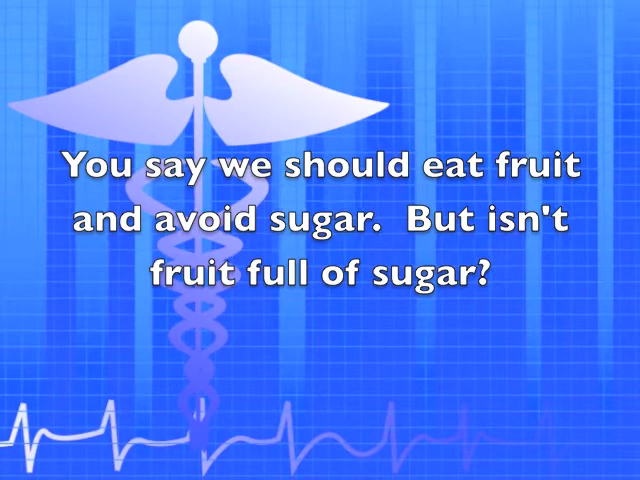 You say we should eat fruit
and avoid sugar.  But isn't
fruit full of sugar?